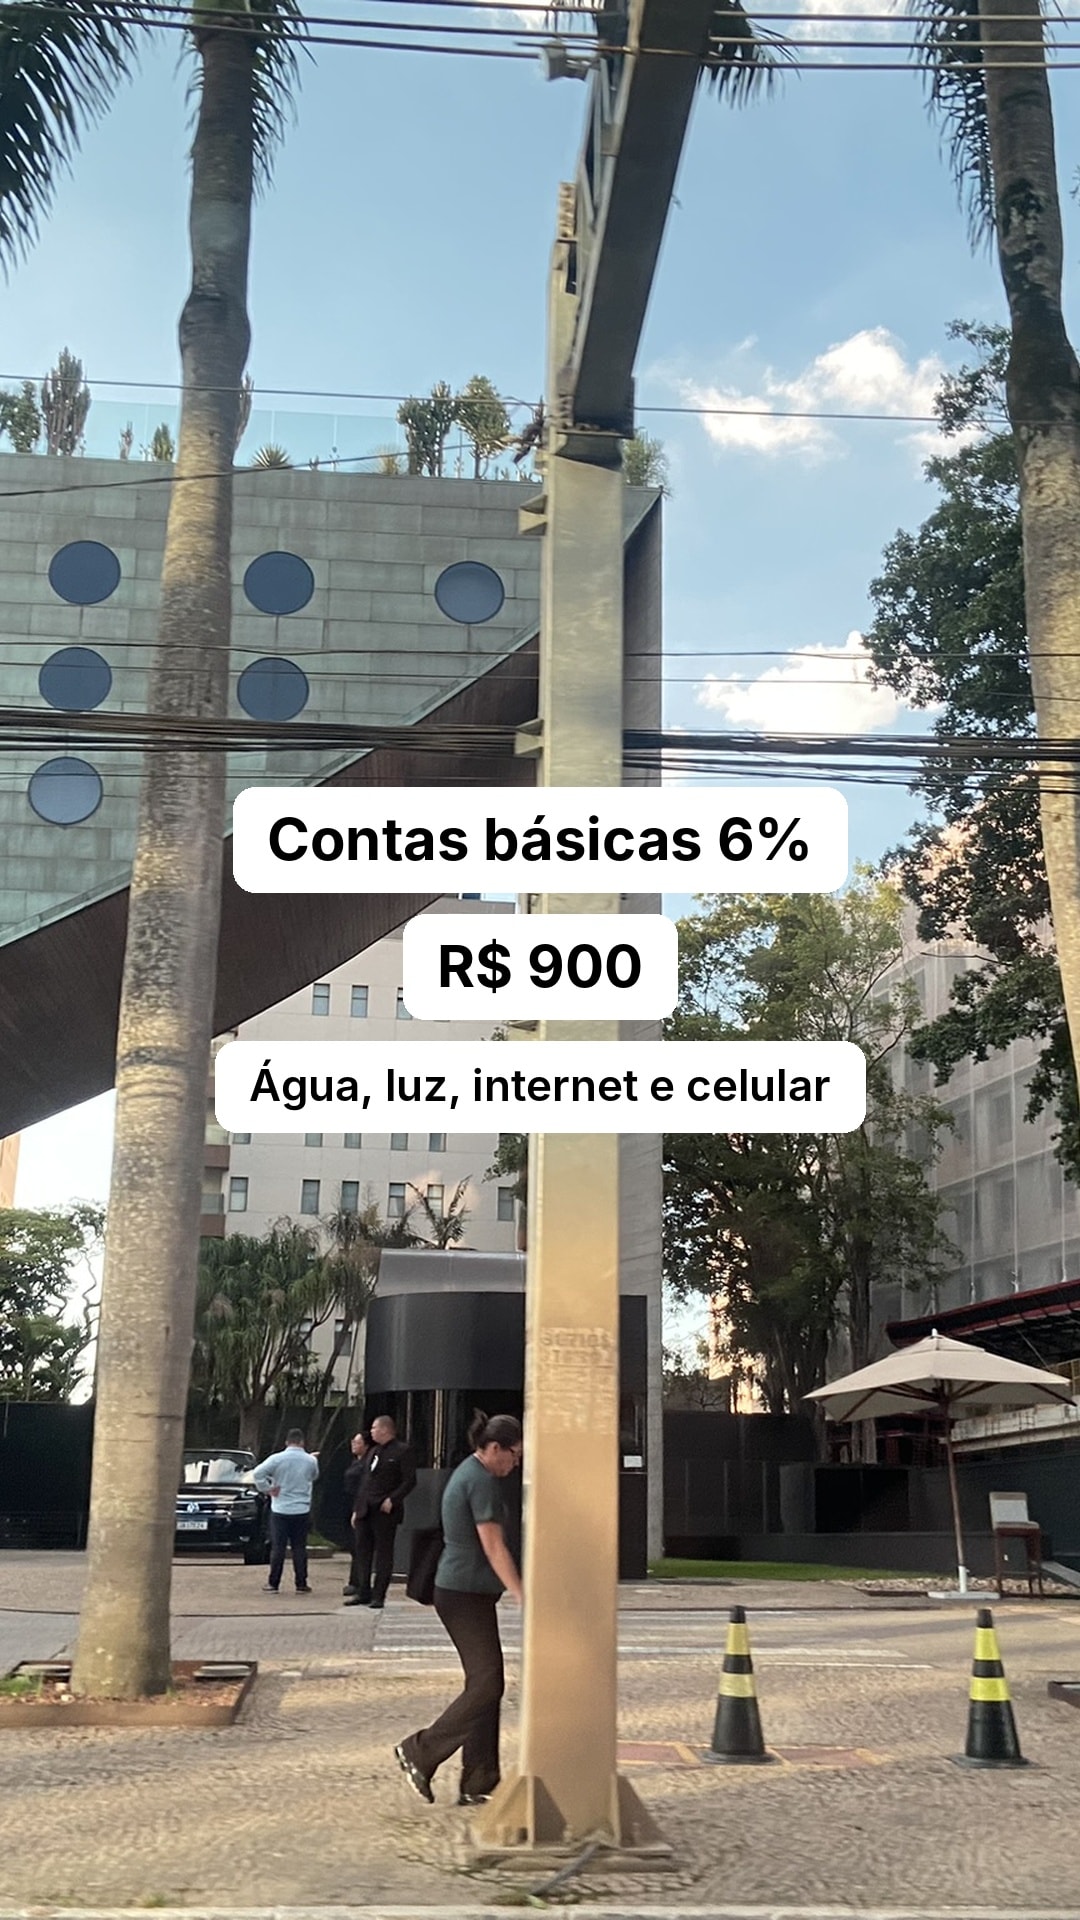 Contas básicas 6%
R$ 900
Água, luz, internet e celular